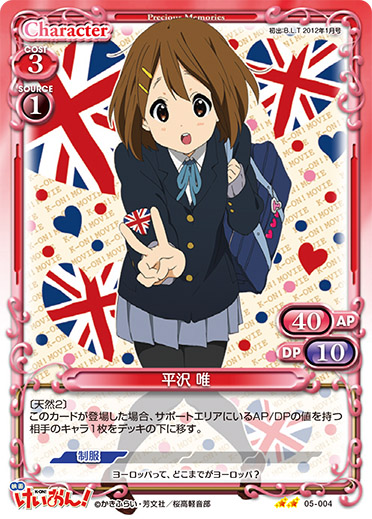 Precious Memories
Character
初出:B.L.T 2012年1月号
COST
3
SOURCE
1
K-ON! MOVIE
40 AP
DP 10
平沢 唯
[天然2]
このカードが登場した場合、サポートエリアにいるAP/DPの値を持つ
相手のキャラ1枚をデッキの下に移す。
制服
ヨーロッパって、どこまでがヨーロッパ?
映画 けいおん!
K-ON!
©かきふらい・芳文社/桜高軽音部
05-004